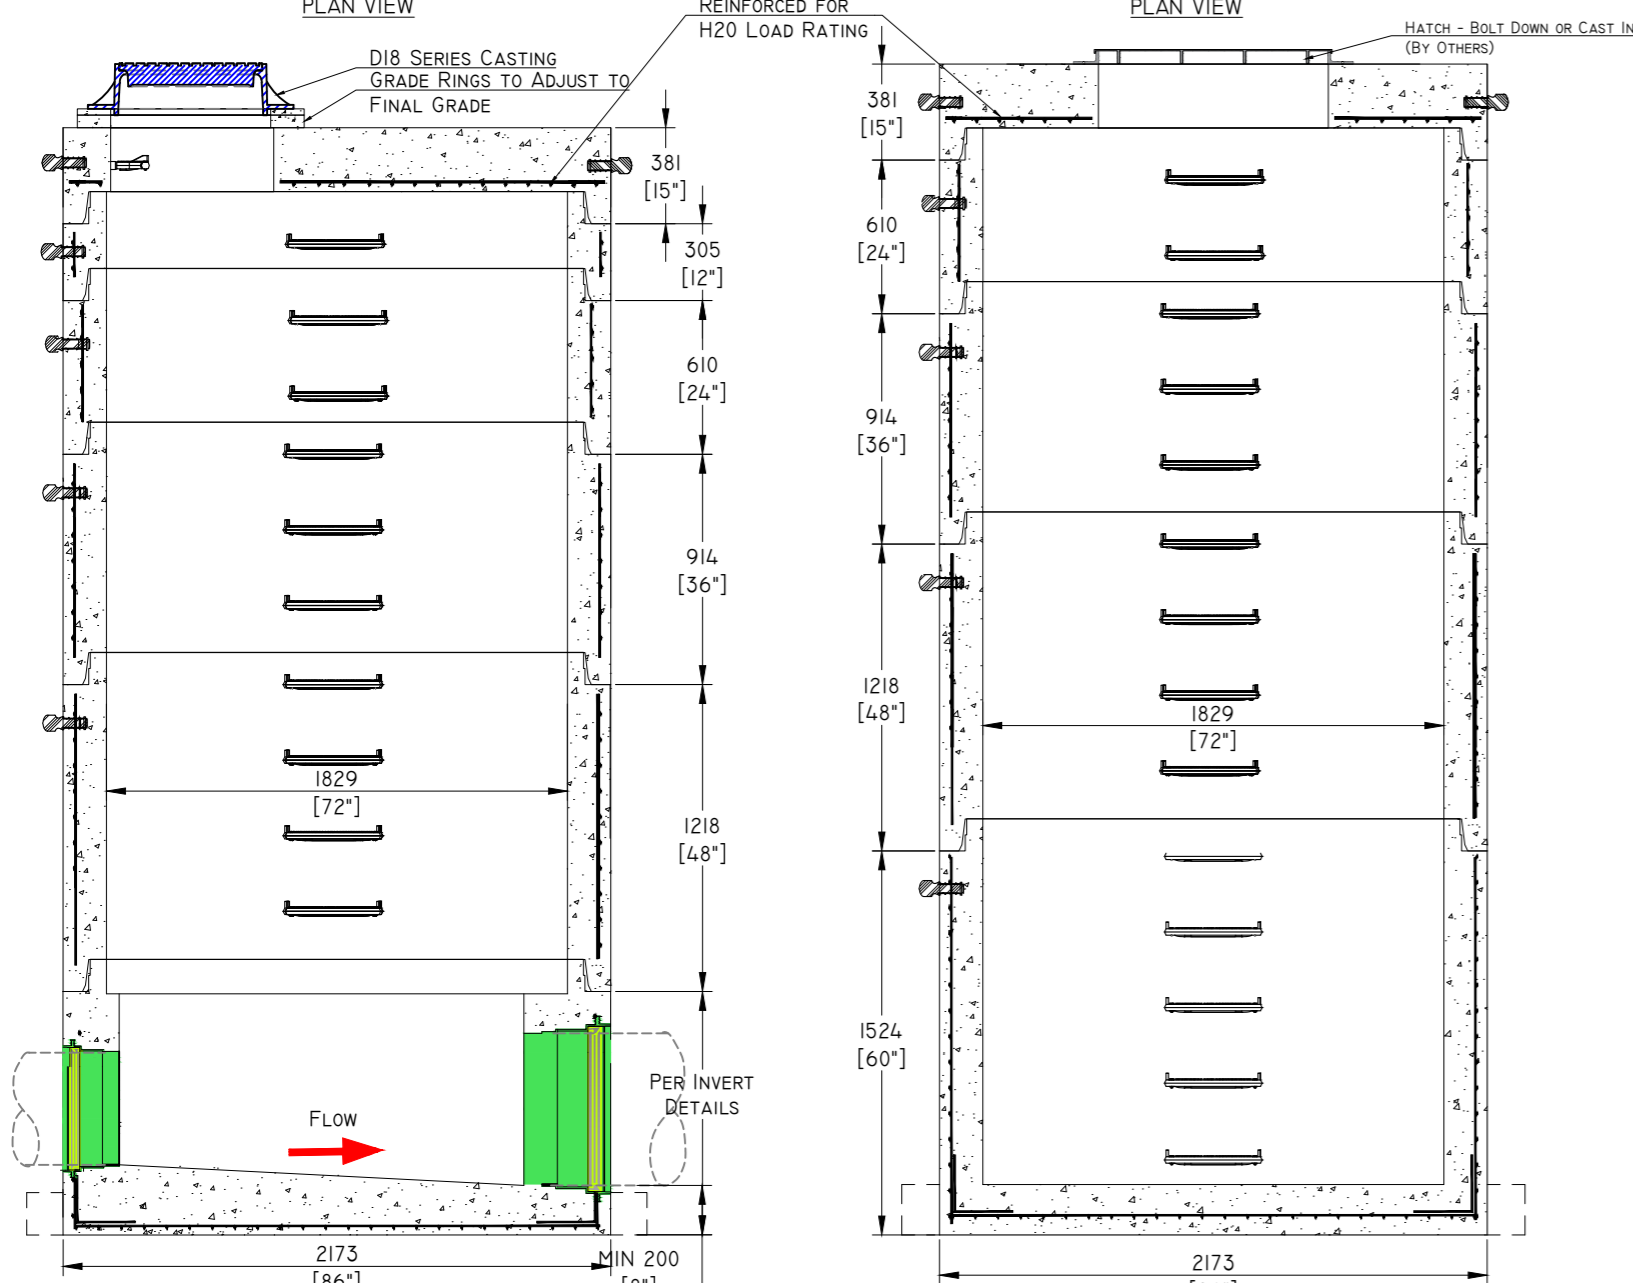 PLAN VIEW
REINFORCED FOR
H20 LOAD RATING
PLAN VIEW
HATCH - BOLT DOWN OR CAST IN
(BY OTHERS)
D18 SERIES CASTING
GRADE RINGS TO ADJUST TO
FINAL GRADE
381
[15"]
305
[12"]
610
[24"]
914
[36"]
1829
[72"]
1218
[48"]
PER INVERT
DETAILS
FLOW
2173
[86"]
MIN 200
[8"]
381
[15"]
610
[24"]
914
[36"]
1218
[48"]
1829
[72"]
1524
[60"]
2173